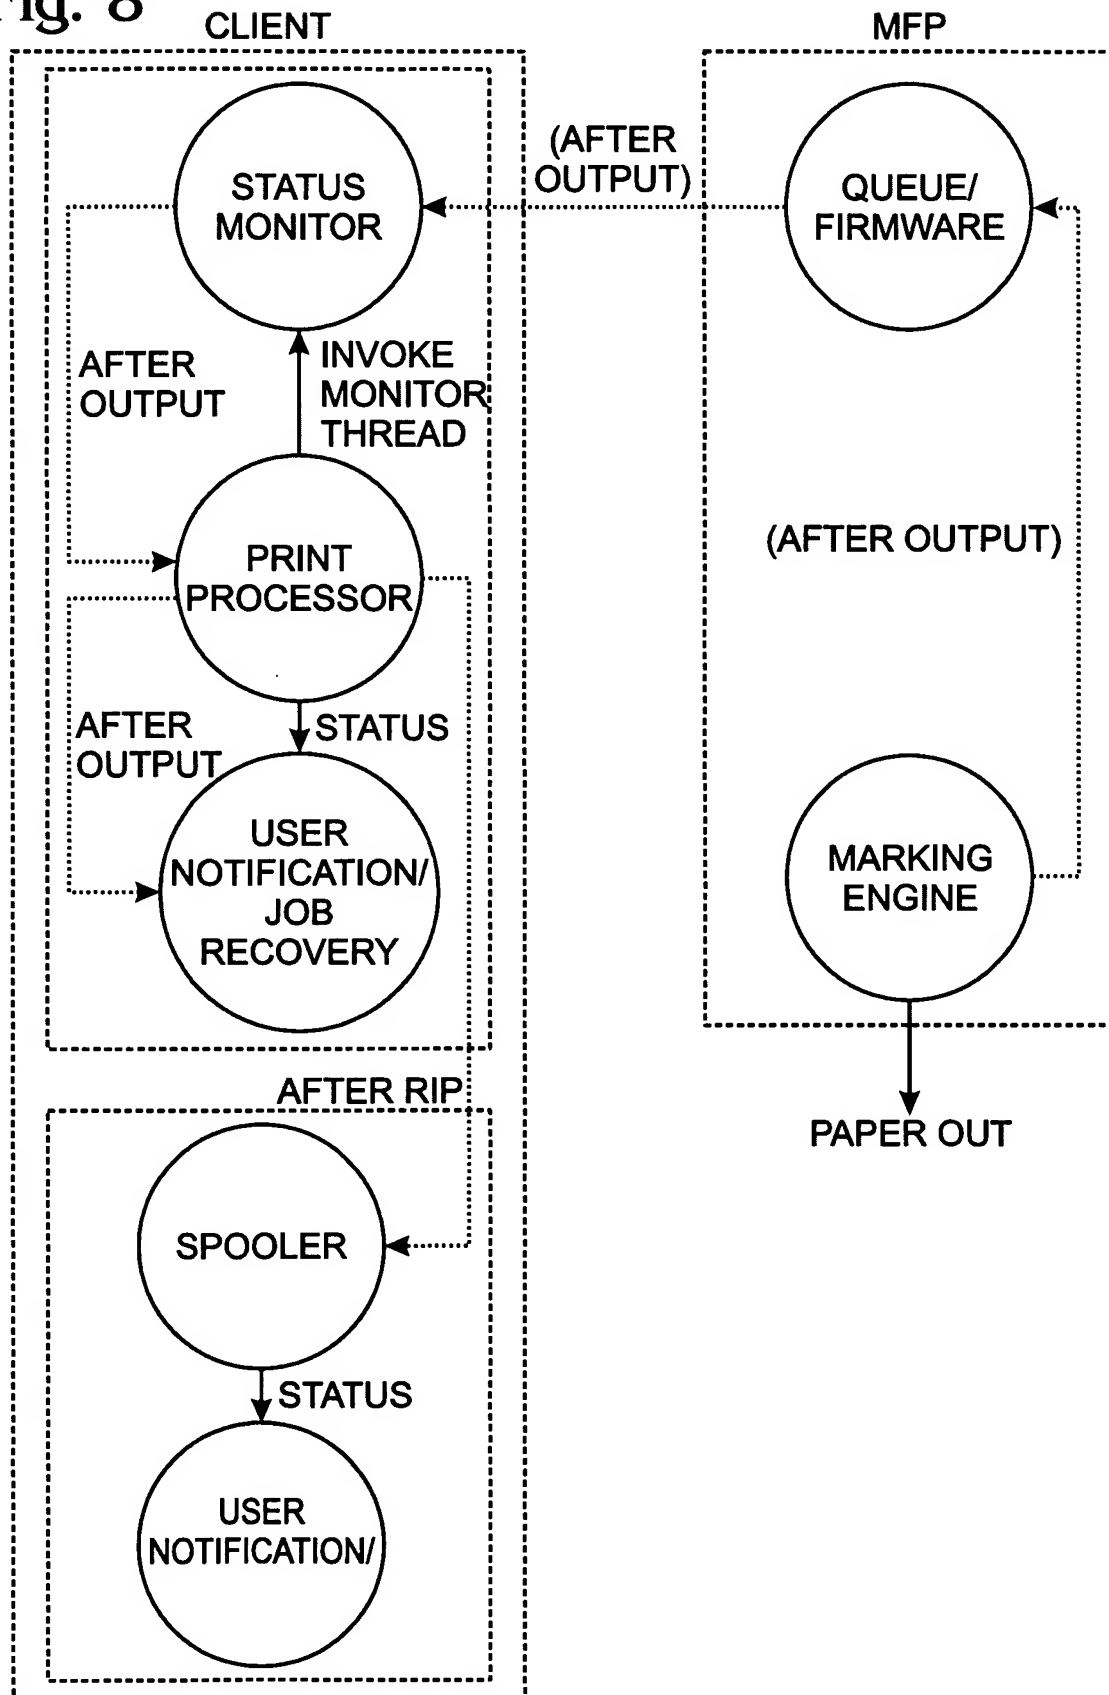 Fig. 8
CLIENT
MFP
STATUS
MONITOR
(AFTER
OUTPUT)
QUEUE/
FIRMWARE
AFTER
OUTPUT
INVOKE
MONITOR
THREAD
PRINT
PROCESSOR
(AFTER OUTPUT)
AFTER
OUTPUT
STATUS
USER
NOTIFICATION/
JOB
RECOVERY
MARKING
ENGINE
AFTER RIP
PAPER OUT
SPOOLER
STATUS
USER
NOTIFICATION/